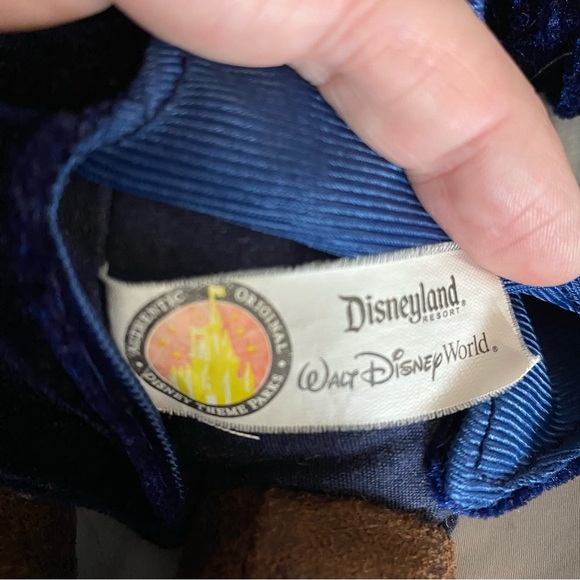 AUTHENTIC • ORIGINAL
• DISNEY THEME PARKS •
Disneyland
RESORT®
WALT DISNEY World®